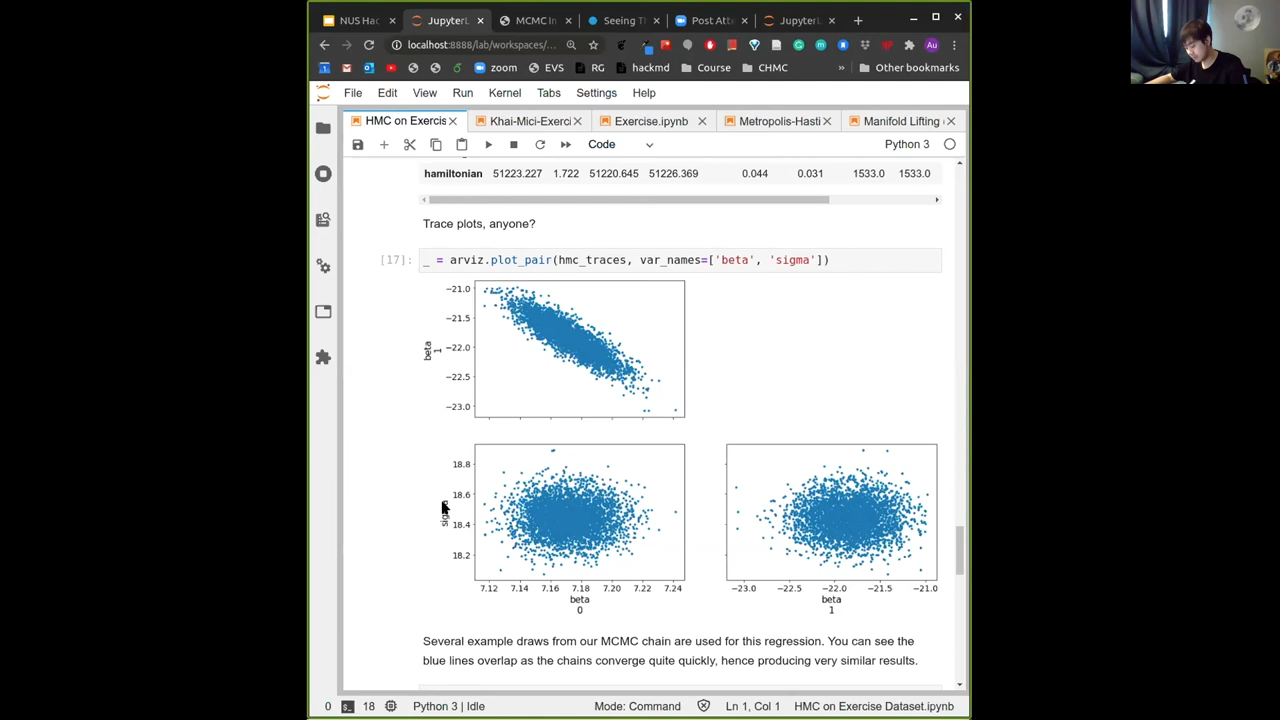 NUS Hac
JupyterL
MCMC In
Seeing Th
Post Atte
JupyterL
localhost:8888/lab/workspaces/...
Au
zoom
EVS
RG
hackmd
Course
CHMC
»
Other bookmarks
File Edit View Run Kernel Tabs Settings Help
HMC on Exercis
Khai-Mici-Exerci
Exercise.ipynb
Metropolis-Hasti
Manifold Lifting
Code
Python 3
hamiltonian 51223.227 1.722 51220.645 51226.369 0.044 0.031 1533.0 1533.0
Trace plots, anyone?
[17]: _ = arviz.plot_pair(hmc_traces, var_names=['beta', 'sigma'])
−21.0
−21.5
−22.0
−22.5
−23.0
beta
1
18.8
18.6
18.4
18.2
7.12 7.14 7.16 7.18 7.20 7.22 7.24
beta
0
−23.0 −22.5 −22.0 −21.5 −21.0
beta
1
Several example draws from our MCMC chain are used for this regression. You can see the
blue lines overlap as the chains converge quite quickly, hence producing very similar results.
0 18 Python 3 | Idle Mode: Command Ln 1, Col 1 HMC on Exercise Dataset.ipynb